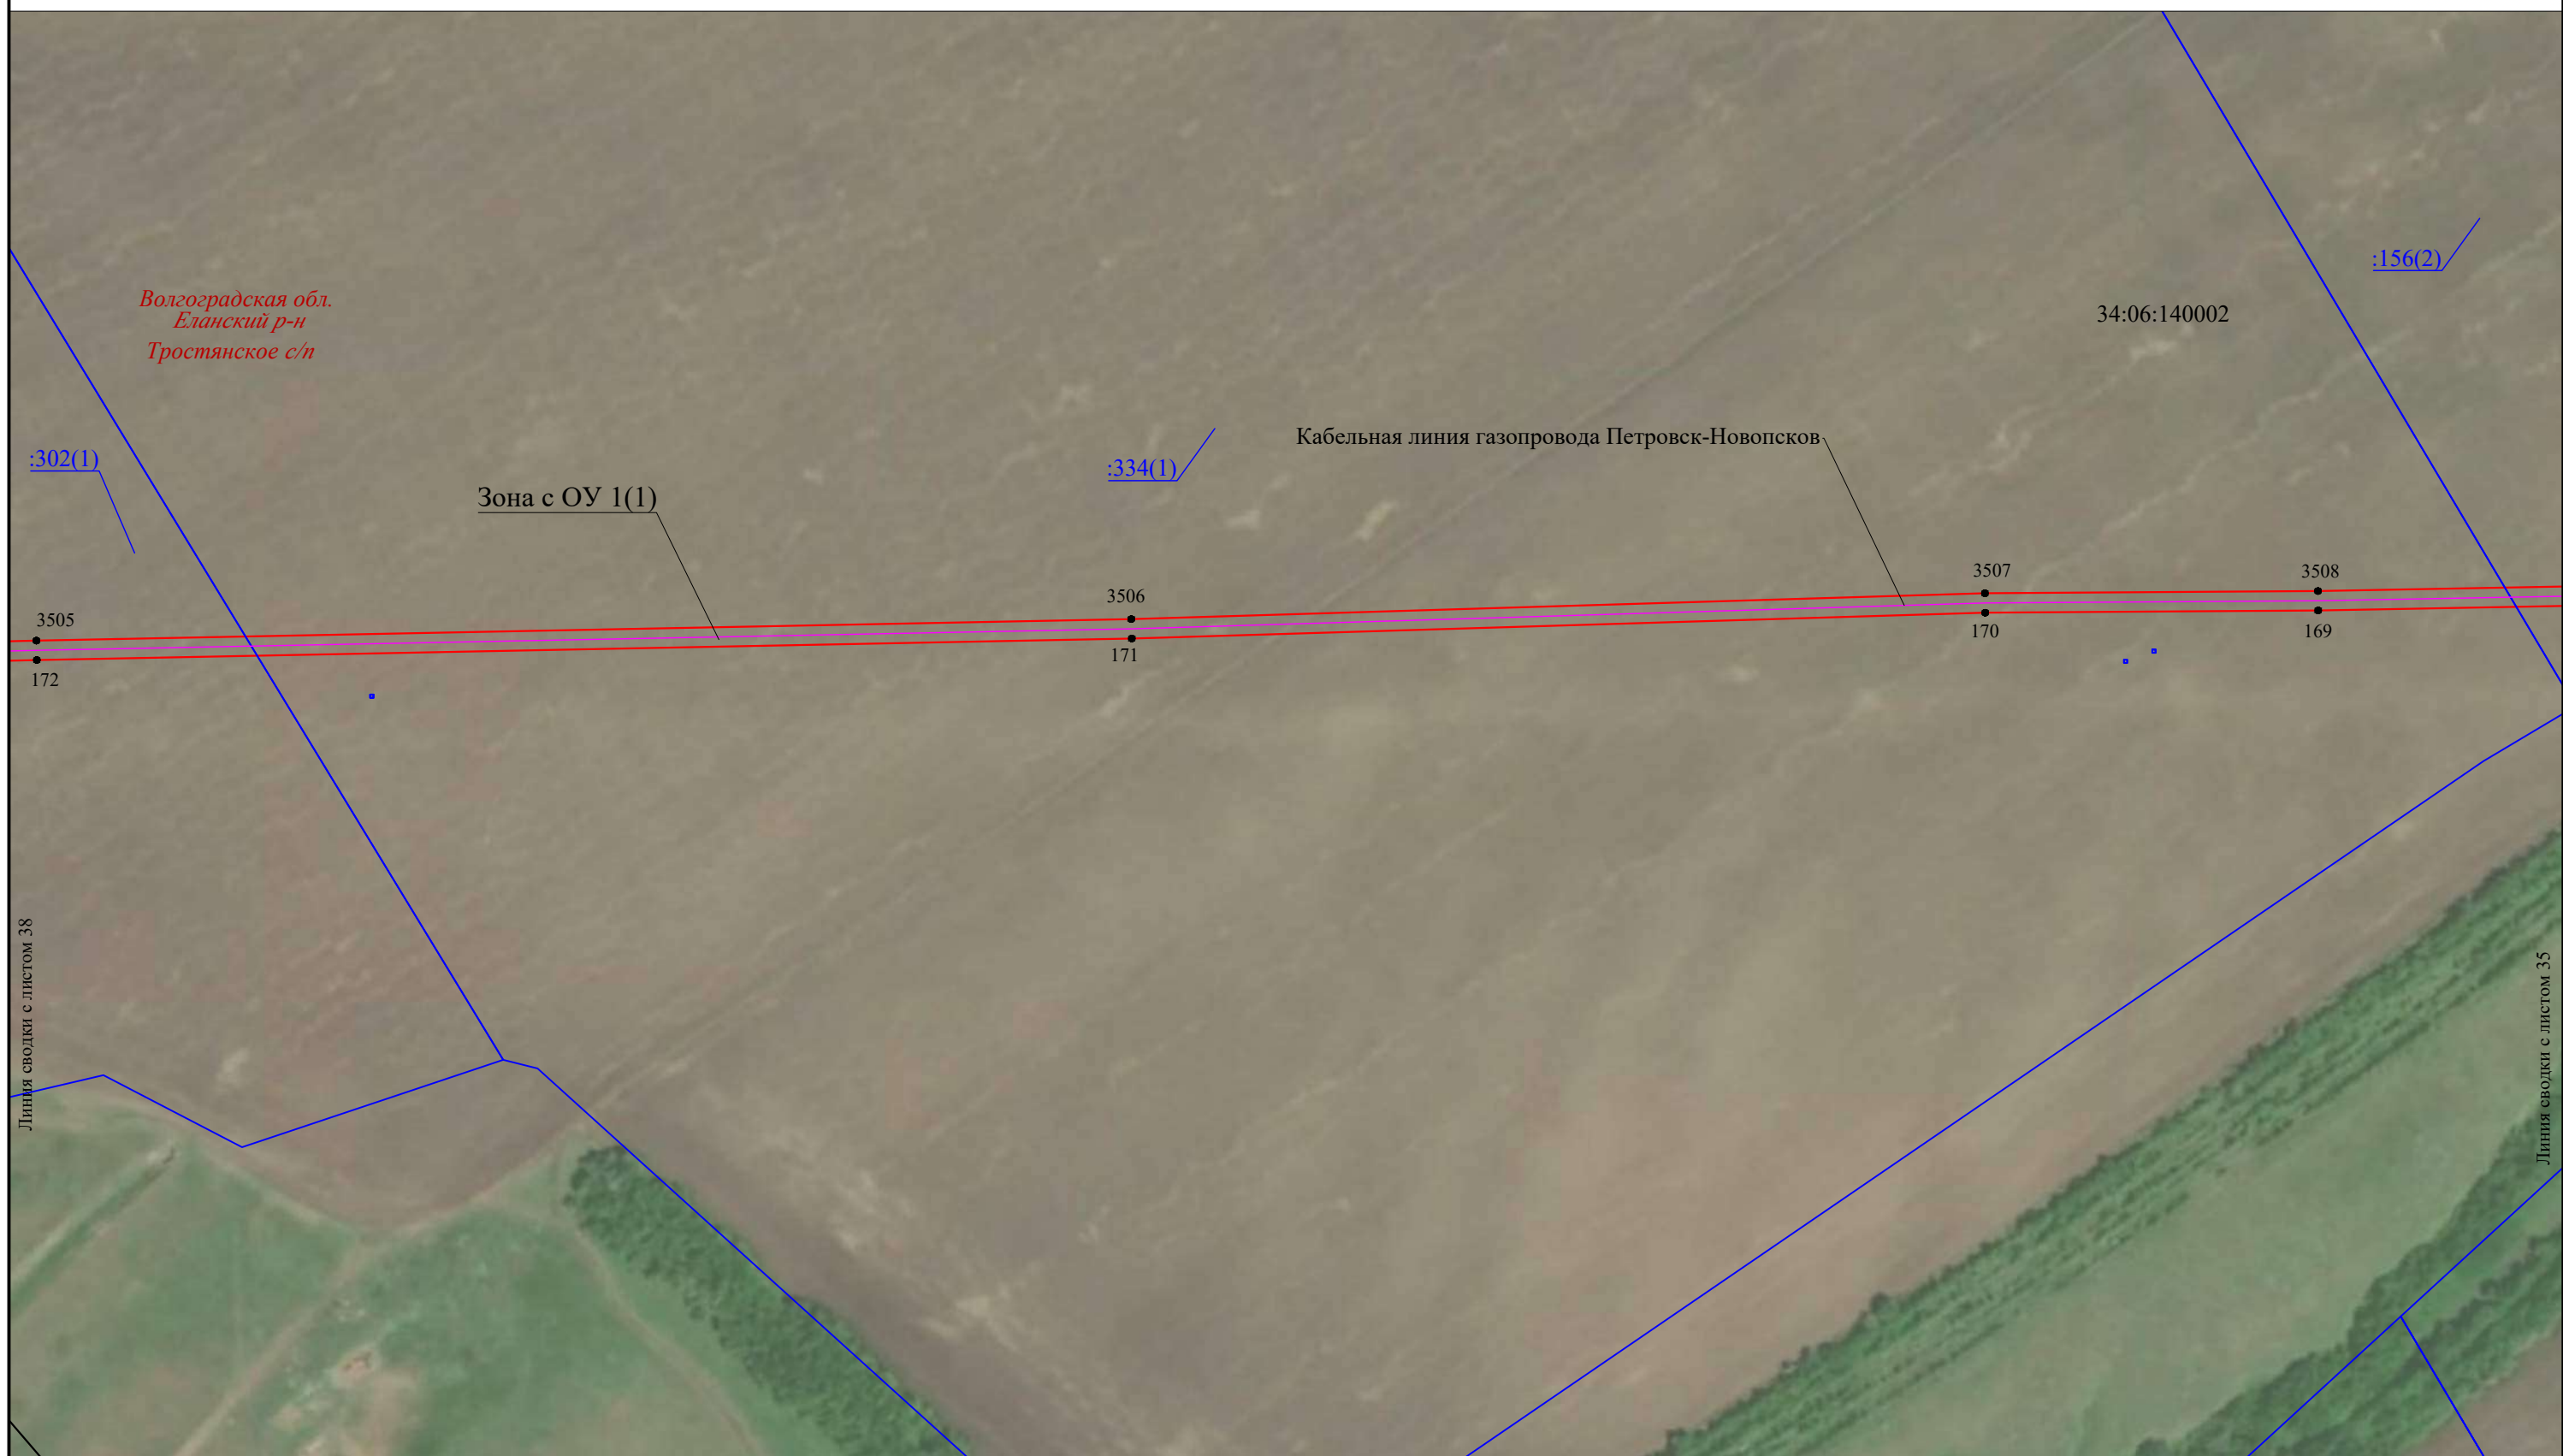 :156(2)
Волгоградская обл.
Еланский р-н
Тростянское с/п
34:06:140002
Кабельная линия газопровода Петровск-Новопсков
:302(1)
:334(1)
Зона с ОУ 1(1)
3507
3508
3506
3505
170
169
171
172
Линия сводки с листом 38
Линия сводки с листом 35